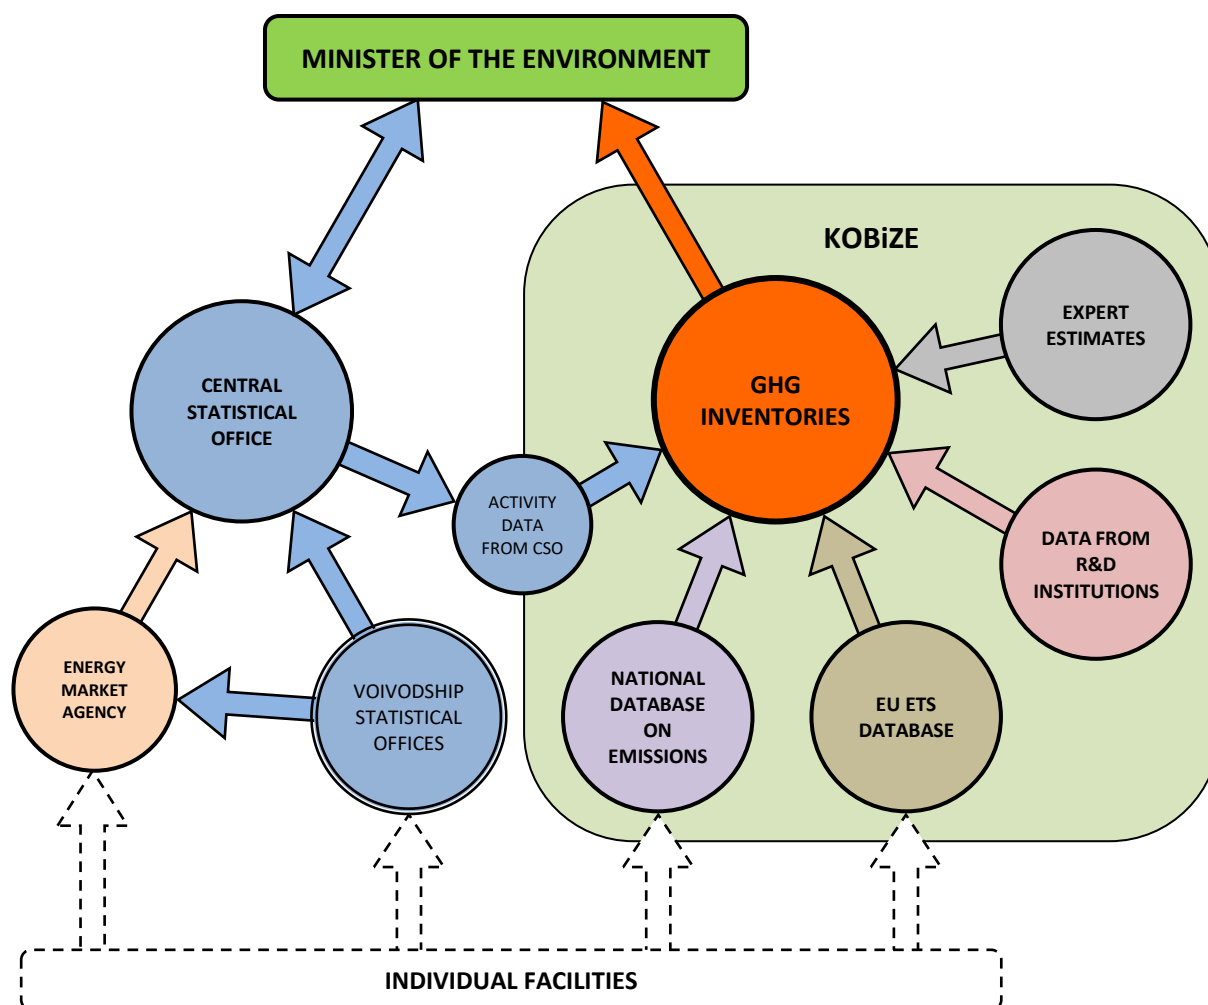 MINISTER OF THE ENVIRONMENT
KOBiZE
EXPERT
ESTIMATES
CENTRAL
STATISTICAL
OFFICE
GHG
INVENTORIES
ACTIVITY
DATA
FROM CSO
DATA FROM
R&D
INSTITUTIONS
ENERGY
MARKET
AGENCY
VOIVODSHIP
STATISTICAL
OFFICES
NATIONAL
DATABASE
ON
EMISSIONS
EU ETS
DATABASE
INDIVIDUAL FACILITIES